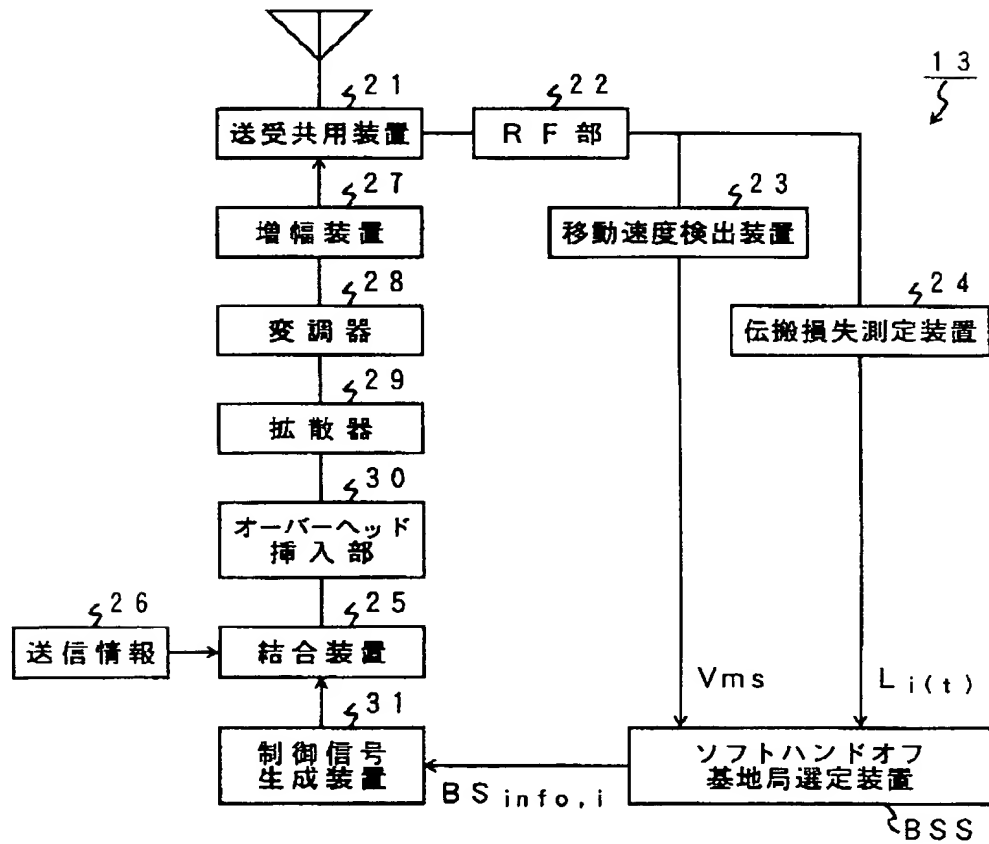 13
21
送受共用装置
22
RF部
27
増幅装置
23
移動速度検出装置
28
変調器
24
伝搬損失測定装置
29
拡散器
30
オーバーヘッド
挿入部
26
送信情報
25
結合装置
Vms
Li(t)
31
制御信号
生成装置
BSinfo,i
ソフトハンドオフ
基地局選定装置
BSS